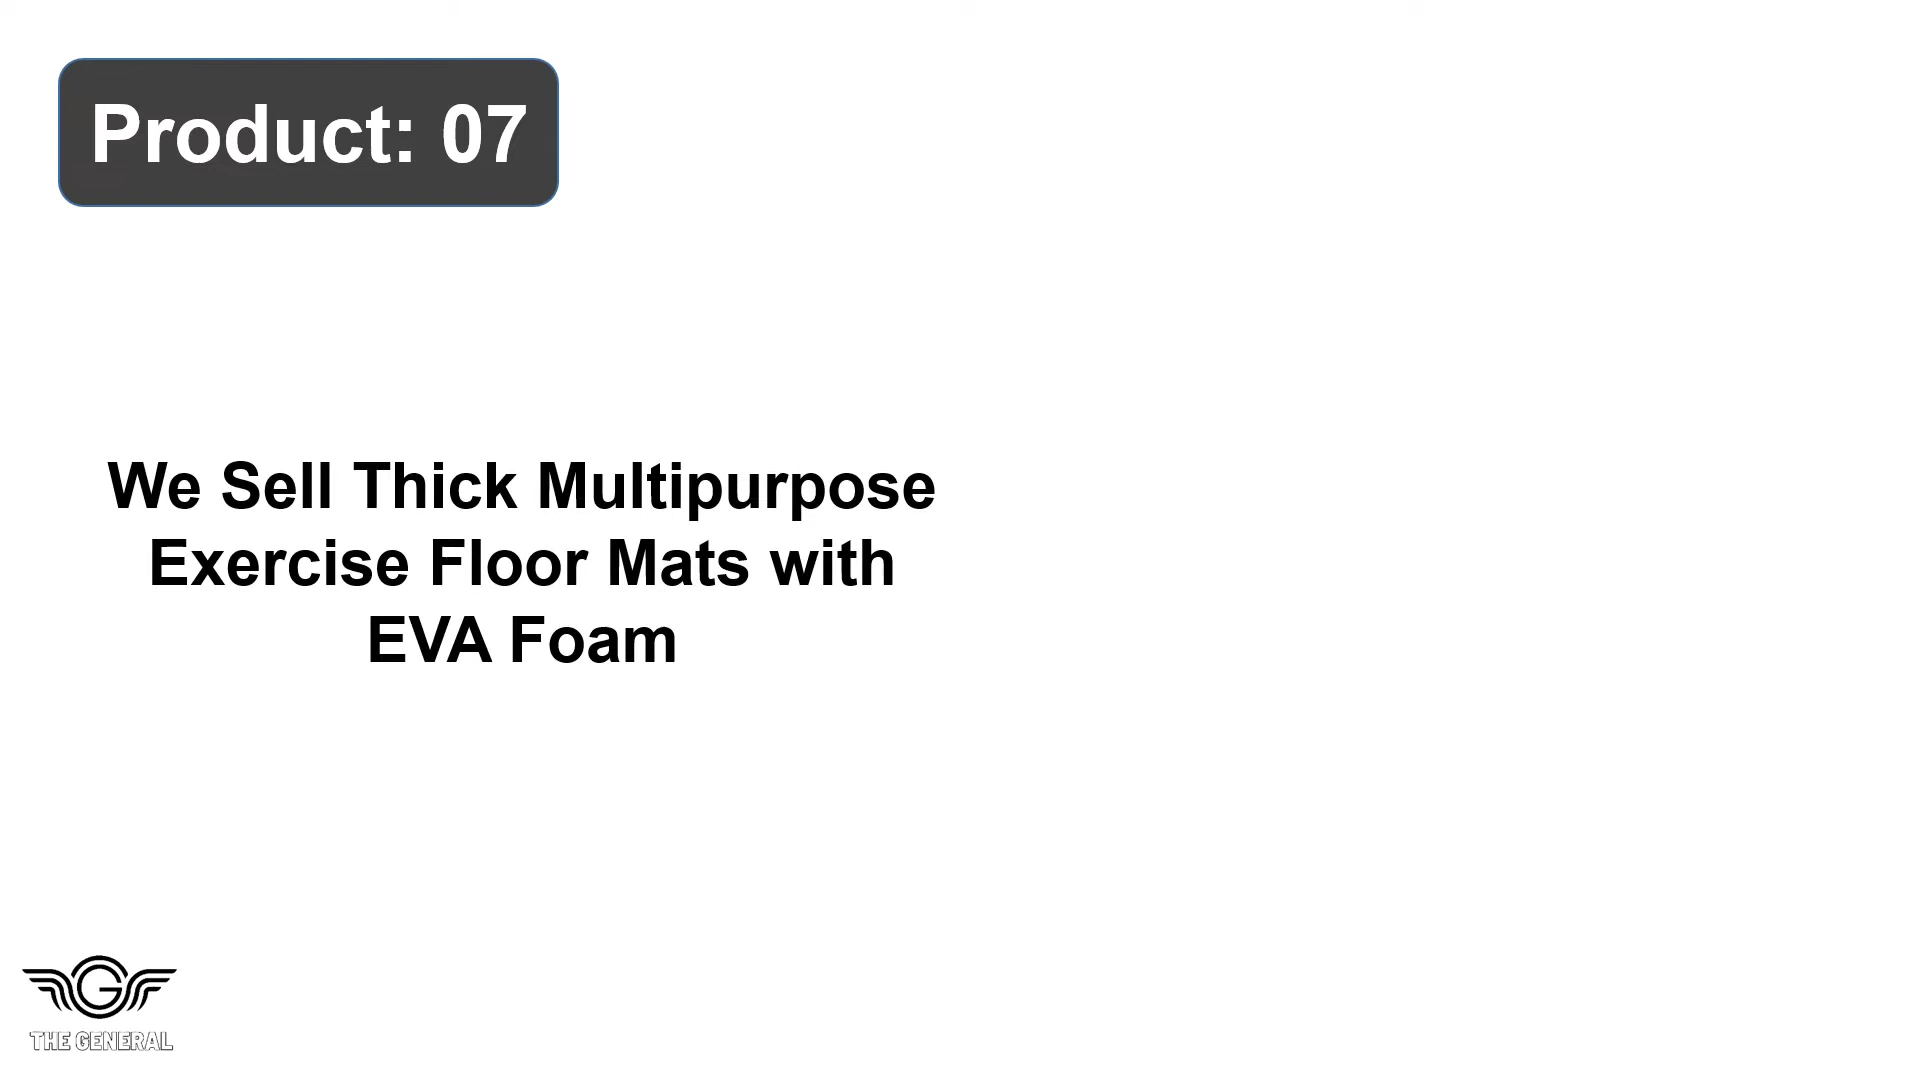 Product: 07
We Sell Thick Multipurpose
Exercise Floor Mats with
EVA Foam
THE GENERAL